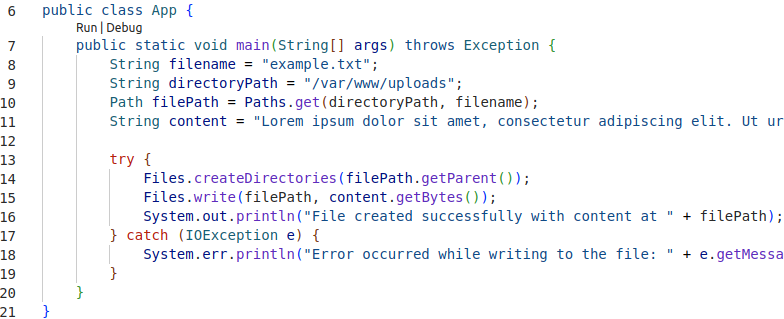 6 public class App {
Run|Debug
7 public static void main(String[] args) throws Exception {
8 String filename = "example.txt";
9 String directoryPath = "/var/www/uploads";
10 Path filePath = Paths.get(directoryPath, filename);
11 String content = "Lorem ipsum dolor sit amet, consectetur adipiscing elit. Ut ur
12
13 try {
14 Files.createDirectories(filePath.getParent());
15 Files.write(filePath, content.getBytes());
16 System.out.println("File created successfully with content at " + filePath);
17 } catch (IOException e) {
18 System.err.println("Error occurred while writing to the file: " + e.getMessa
19 }
20 }
21 }